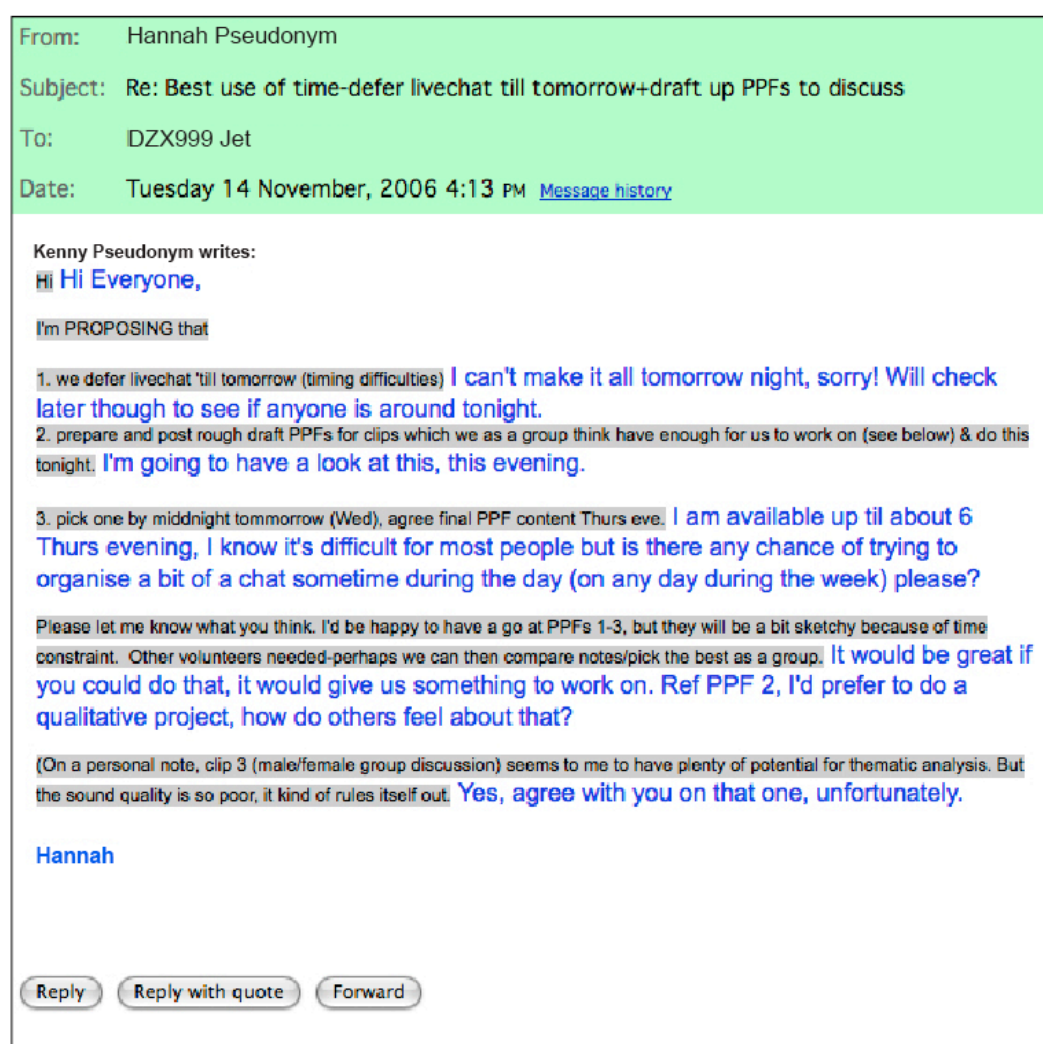 From: Hannah Pseudonym
Subject: Re: Best use of time-defer livechat till tomorrow+draft up PPFs to discuss
To: DZX999 Jet
Date: Tuesday 14 November, 2006 4:13 PM Message history
Kenny Pseudonym writes:
Hi Hi Everyone,
I'm PROPOSING that
1. we defer livechat 'till tomorrow (timing difficulties) I can't make it all tomorrow night, sorry! Will check
later though to see if anyone is around tonight.
2. prepare and post rough draft PPFs for clips which we as a group think have enough for us to work on (see below) & do this
tonight. I'm going to have a look at this, this evening.
3. pick one by middnight tommorrow (Wed), agree final PPF content Thurs eve. I am available up til about 6
Thurs evening, I know it's difficult for most people but is there any chance of trying to
organise a bit of a chat sometime during the day (on any day during the week) please?
Please let me know what you think. I'd be happy to have a go at PPFs 1-3, but they will be a bit sketchy because of time
constraint. Other volunteers needed-perhaps we can then compare notes/pick the best as a group. It would be great if
you could do that, it would give us something to work on. Ref PPF 2, I'd prefer to do a
qualitative project, how do others feel about that?
(On a personal note, clip 3 (male/female group discussion) seems to me to have plenty of potential for thematic analysis. But
the sound quality is so poor, it kind of rules itself out. Yes, agree with you on that one, unfortunately.
Hannah
Reply Reply with quote Forward